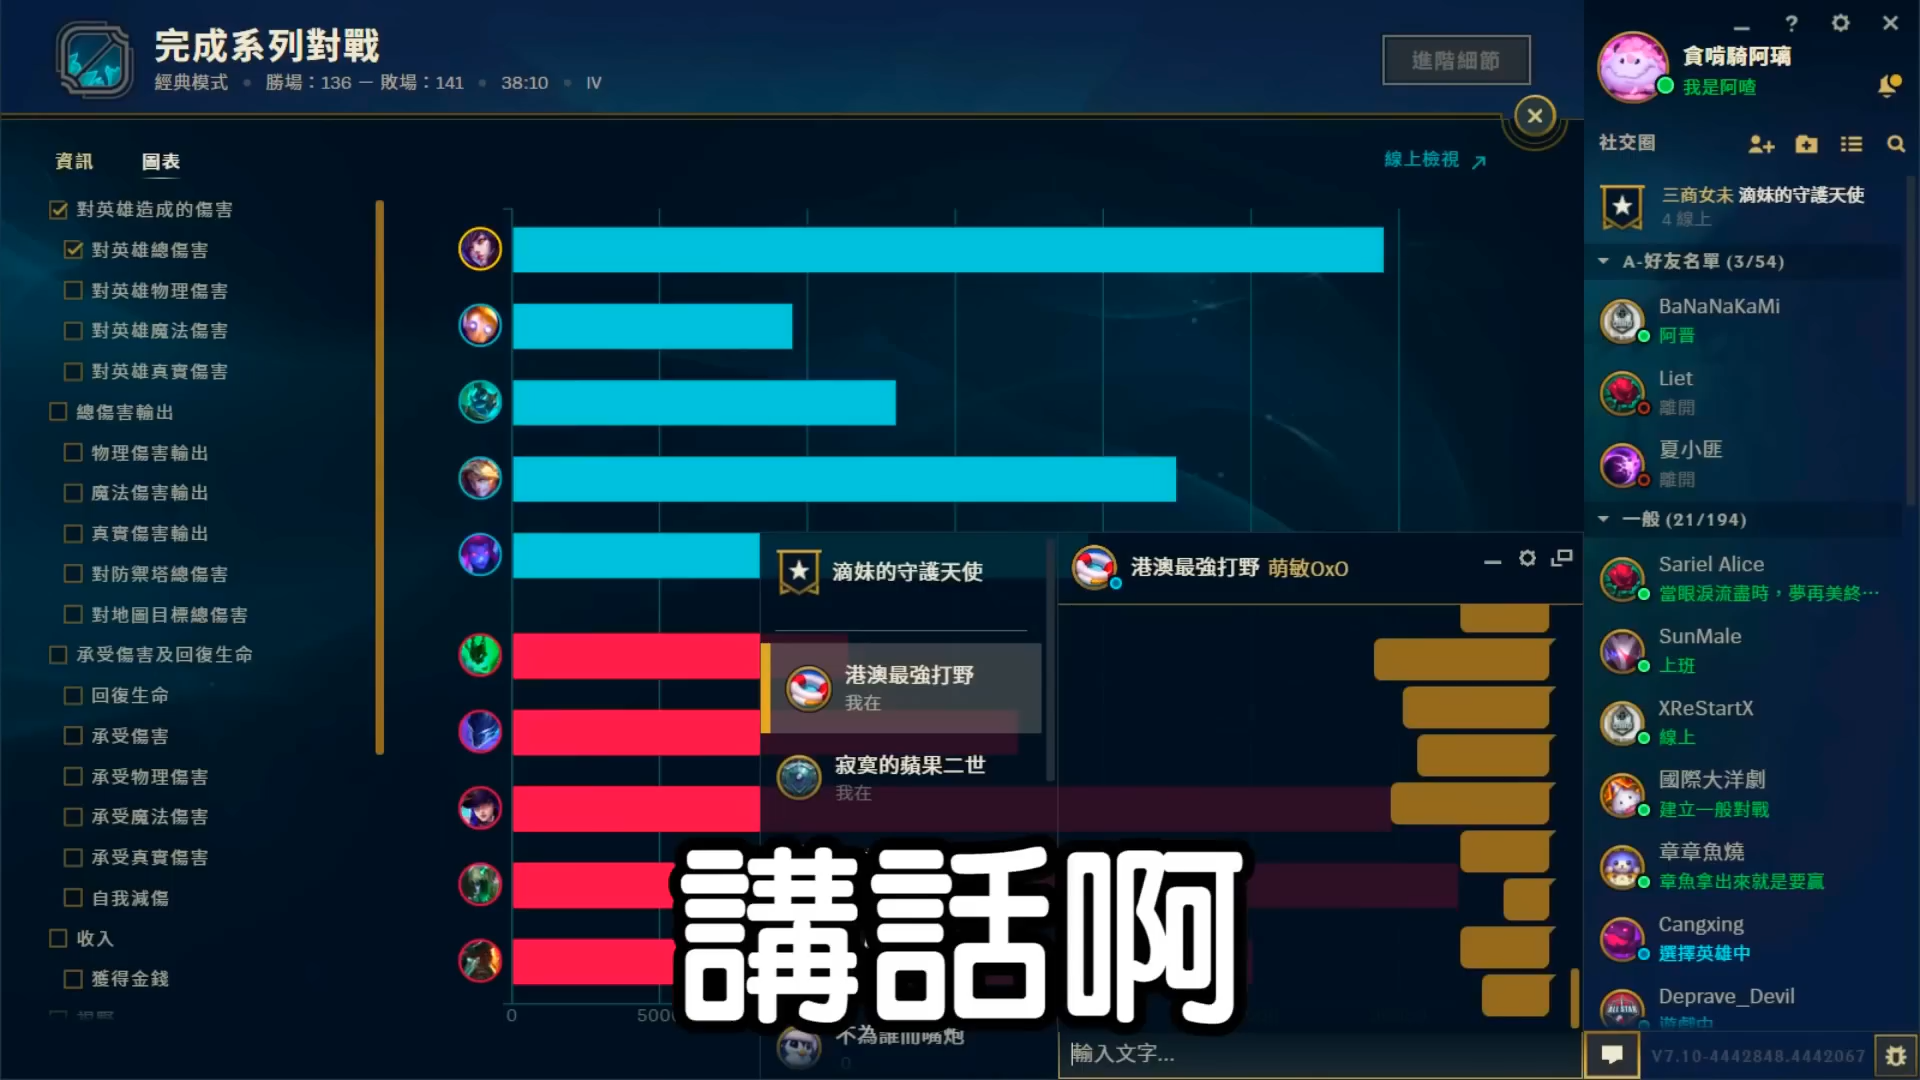 完成系列對戰
經典模式 • 勝場：136 － 敗場：141 • 38:10 • IV
進階細節
資訊 圖表
線上檢視
對英雄造成的傷害
對英雄總傷害
對英雄物理傷害
對英雄魔法傷害
對英雄真實傷害
總傷害輸出
物理傷害輸出
魔法傷害輸出
真實傷害輸出
對防禦塔總傷害
對地圖目標總傷害
承受傷害及回復生命
回復生命
承受傷害
承受物理傷害
承受魔法傷害
承受真實傷害
自我減傷
收入
獲得金錢
視野
0
滴妹的守護天使
港澳最強打野
我在
寂寞的蘋果二世
我在
不為誰而嘴炮
港澳最強打野 萌敏OxO
輸入文字...
講話啊
貪啃騎阿璃
我是阿喳
社交圈
三商女未 滴妹的守護天使
4 線上
A-好友名單 (3/54)
BaNaNaKaMi
阿晋
Liet
離開
夏小匪
離開
一般 (21/194)
Sariel Alice
當眼淚流盡時，夢再美終…
SunMale
上班
XReStartX
線上
國際大洋劇
建立一般對戰
章章魚燒
章魚拿出來就是要贏
Cangxing
選擇英雄中
Deprave_Devil
遊戲中
V7.10-4442848.4442067